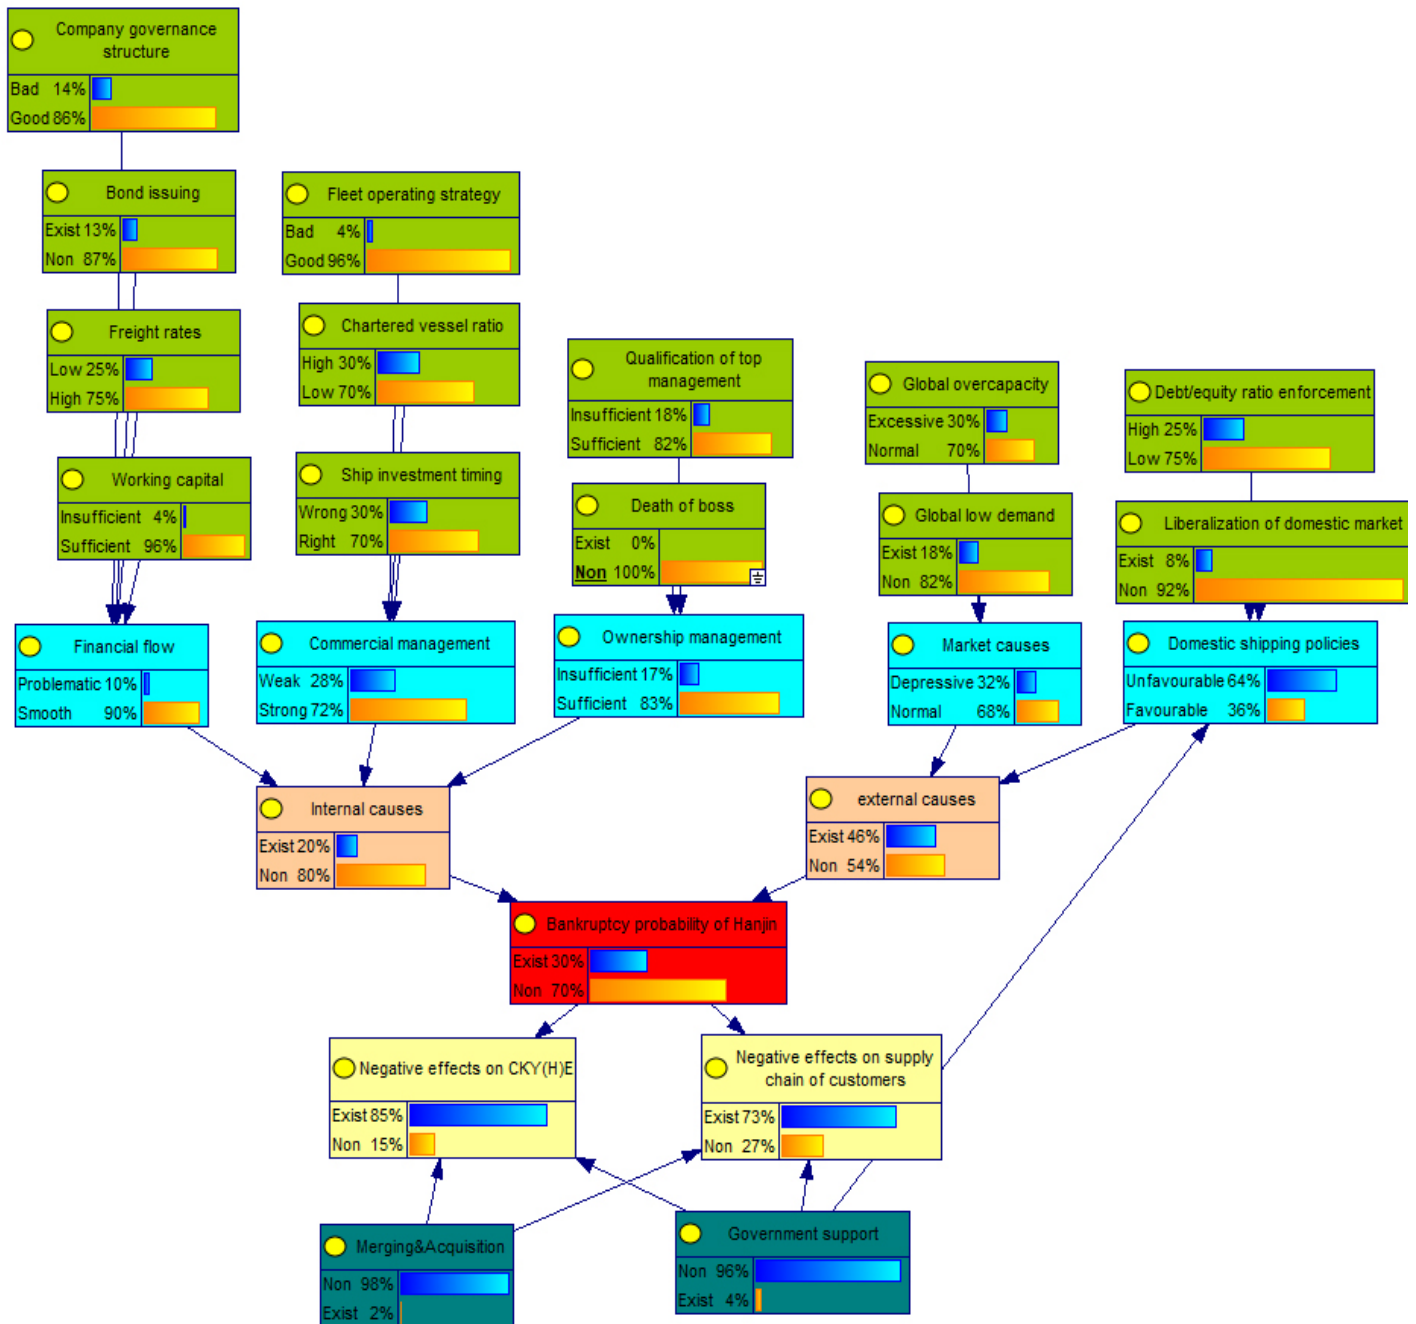 Company governance
structure
Bad 14%
Good 86%
Bond issuing
Exist 13%
Non 87%
Fleet operating strategy
Bad 4%
Good 96%
Freight rates
Low 25%
High 75%
Chartered vessel ratio
High 30%
Low 70%
Qualification of top
management
Insufficient 18%
Sufficient 82%
Global overcapacity
Excessive 30%
Normal 70%
Debt/equity ratio enforcement
High 25%
Low 75%
Working capital
Insufficient 4%
Sufficient 96%
Ship investment timing
Wrong 30%
Right 70%
Death of boss
Exist 0%
Non 100%
Global low demand
Exist 18%
Non 82%
Liberalization of domestic market
Exist 8%
Non 92%
Financial flow
Problematic 10%
Smooth 90%
Commercial management
Weak 28%
Strong 72%
Ownership management
Insufficient 17%
Sufficient 83%
Market causes
Depressive 32%
Normal 68%
Domestic shipping policies
Unfavourable 64%
Favourable 36%
Internal causes
Exist 20%
Non 80%
external causes
Exist 46%
Non 54%
Bankruptcy probability of Hanjin
Exist 30%
Non 70%
Negative effects on CKY(H)E
Exist 85%
Non 15%
Negative effects on supply
chain of customers
Exist 73%
Non 27%
Merging&Acquisition
Non 98%
Exist 2%
Government support
Non 96%
Exist 4%